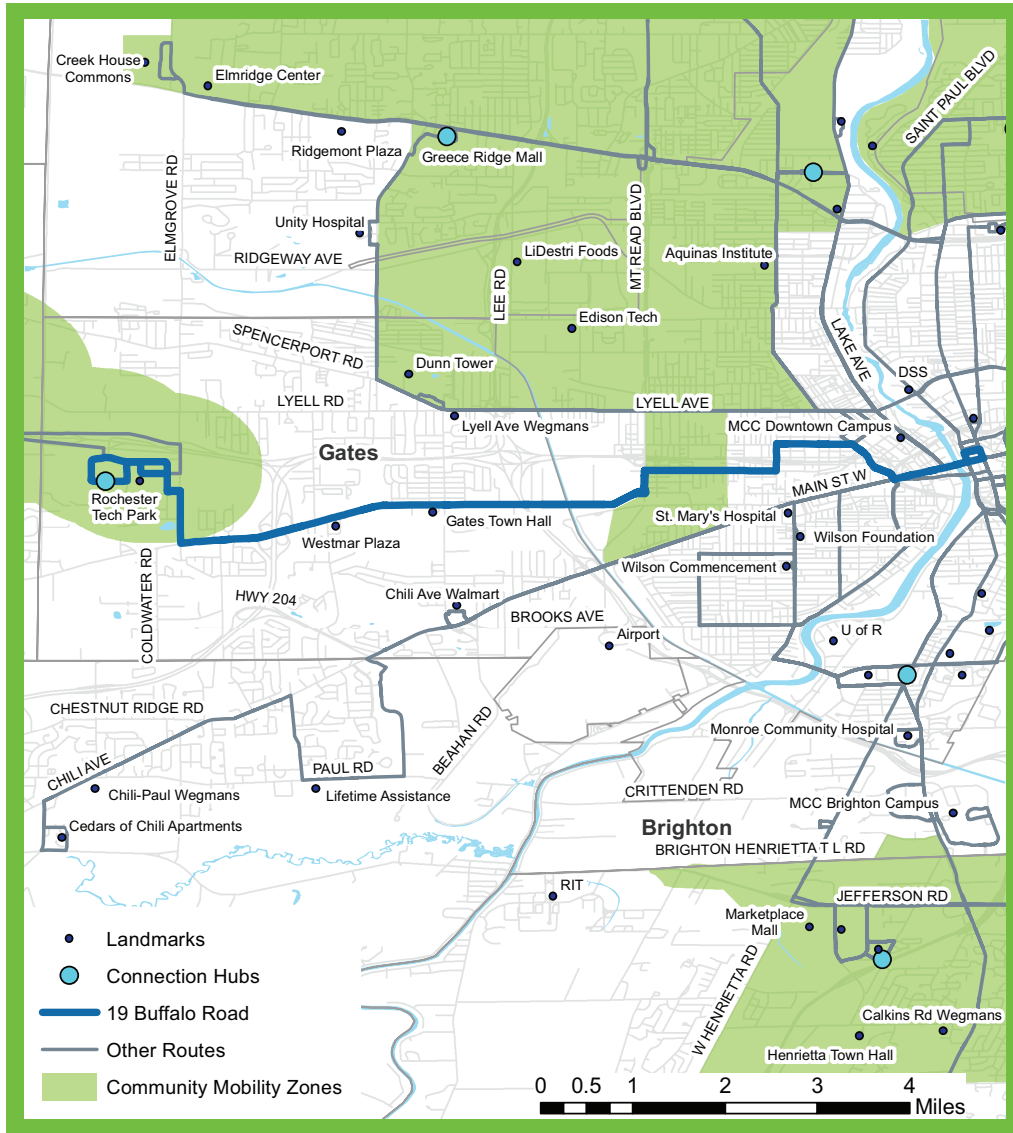 Creek House
Commons
Elmridge Center
SAINT PAUL BLVD
Ridgemont Plaza
Greece Ridge Mall
ELMGROVE RD
MT READ BLVD
Unity Hospital
RIDGEWAY AVE
LiDestri Foods
Aquinas Institute
LEE RD
Edison Tech
SPENCERPORT RD
LAKE AVE
Dunn Tower
DSS
LYELL RD
LYELL AVE
Lyell Ave Wegmans
MCC Downtown Campus
Gates
MAIN ST W
Rochester
Tech Park
Gates Town Hall
St. Mary's Hospital
Westmar Plaza
Wilson Foundation
COLDWATER RD
Wilson Commencement
HWY 204
Chili Ave Walmart
BROOKS AVE
Airport
U of R
CHESTNUT RIDGE RD
BEAHAN RD
Monroe Community Hospital
CHILI AVE
PAUL RD
Chili-Paul Wegmans
Lifetime Assistance
CRITTENDEN RD
MCC Brighton Campus
Cedars of Chili Apartments
Brighton
BRIGHTON HENRIETTA T L RD
RIT
JEFFERSON RD
Marketplace
Mall
W HENRIETTA RD
Calkins Rd Wegmans
Henrietta Town Hall
Landmarks
Connection Hubs
19 Buffalo Road
Other Routes
Community Mobility Zones
0 0.5 1 2 3 4
Miles